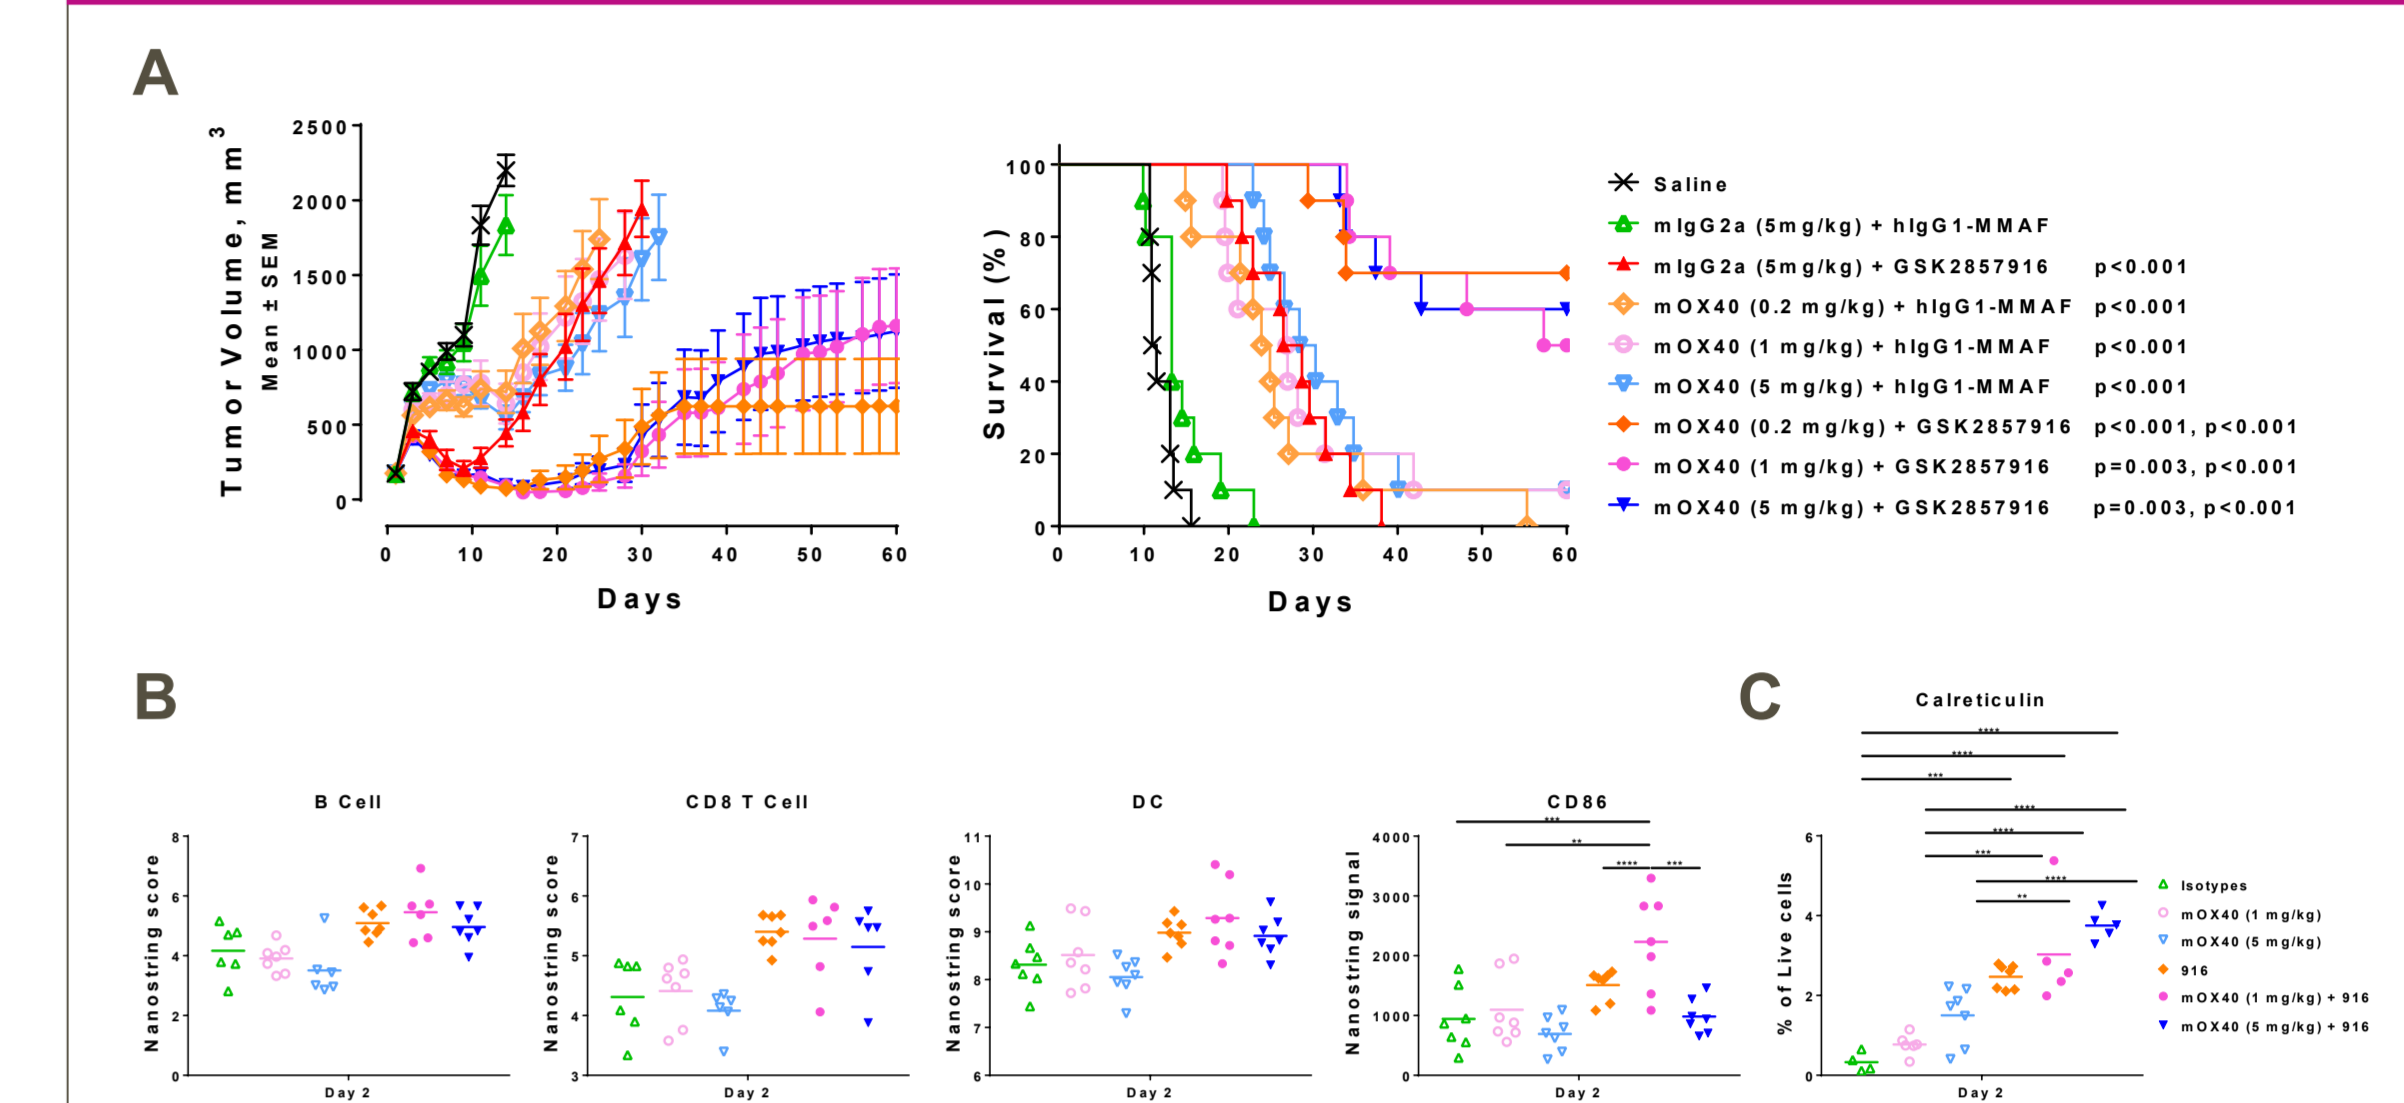 A
Tumor Volume, mm3
Mean ± SEM
2500
2000
1500
1000
500
0
0 10 20 30 40 50 60
Days
Survival (%)
100
80
60
40
20
0
0 10 20 30 40 50 60
Days
Saline
mIgG2a (5mg/kg) + hIgG1-MMAF
mIgG2a (5mg/kg) + GSK2857916 p<0.001
mOX40 (0.2 mg/kg) + hIgG1-MMAF p<0.001
mOX40 (1 mg/kg) + hIgG1-MMAF p<0.001
mOX40 (5 mg/kg) + hIgG1-MMAF p<0.001
mOX40 (0.2 mg/kg) + GSK2857916 p<0.001, p<0.001
mOX40 (1 mg/kg) + GSK2857916 p=0.003, p<0.001
mOX40 (5 mg/kg) + GSK2857916 p=0.003, p<0.001
B
B Cell
Nanostring score
8
6
4
2
0
Day 2
CD8 T Cell
Nanostring score
7
6
5
4
3
Day 2
DC
Nanostring score
11
10
9
8
7
6
Day 2
CD86
***
**
**** ***
Nanostring signal
4000
3000
2000
1000
0
Day 2
C
Calreticulin
****
****
***
****
****
***
****
**
% of Live cells
6
4
2
0
Day 2
Isotypes
mOX40 (1 mg/kg)
mOX40 (5 mg/kg)
916
mOX40 (1 mg/kg) + 916
mOX40 (5 mg/kg) + 916